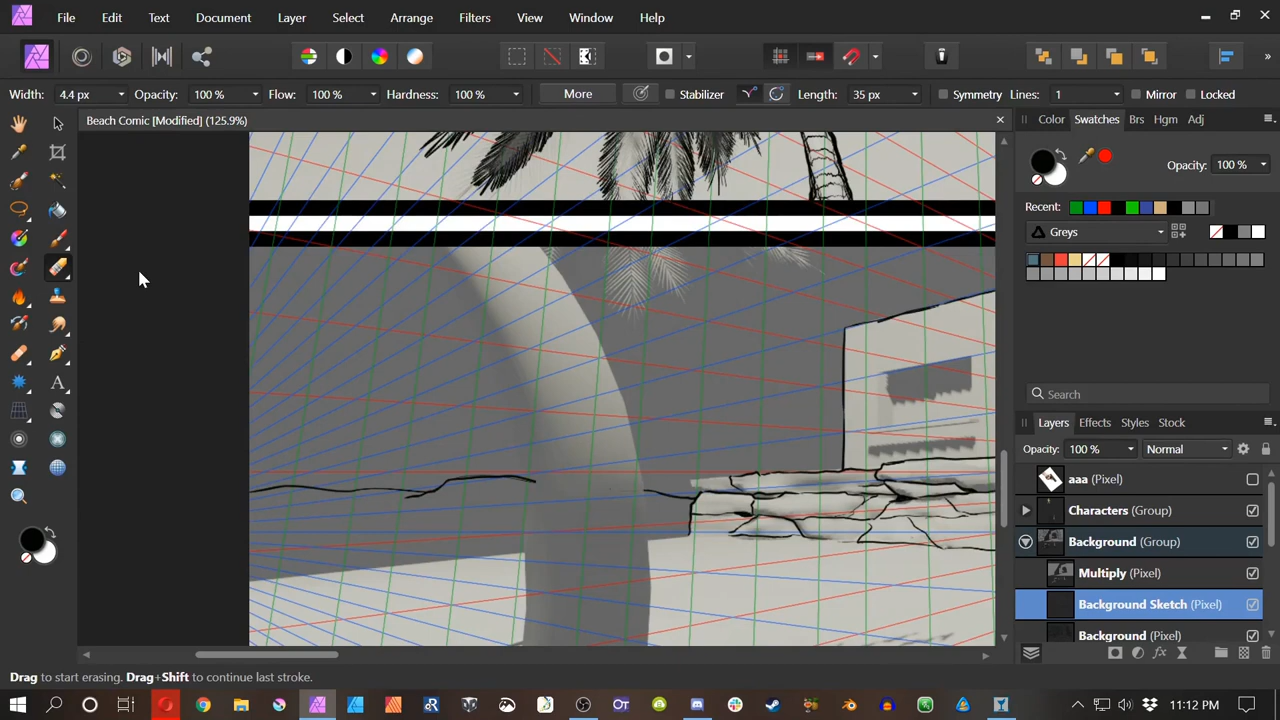 File Edit Text Document Layer Select Arrange Filters View Window Help
Width: 4.4 px Opacity: 100 % Flow: 100 % Hardness: 100 % More Stabilizer Length: 35 px Symmetry Lines: 1 Mirror Locked
Beach Comic [Modified] (125.9%)
Color Swatches Brs Hgm Adj
Opacity: 100 %
Recent:
Greys
Search
Layers Effects Styles Stock
Opacity: 100 % Normal
aaa (Pixel)
Characters (Group)
Background (Group)
Multiply (Pixel)
Background Sketch (Pixel)
Background (Pixel)
Drag to start erasing. Drag+Shift to continue last stroke.
11:12 PM